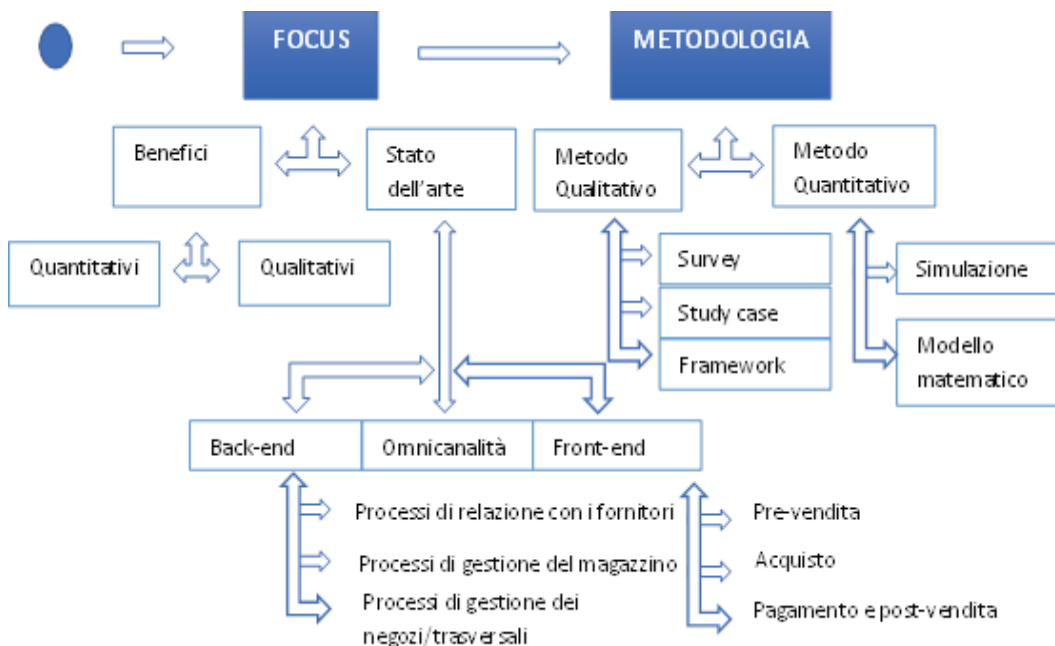 FOCUS
METODOLOGIA
Benefici
Stato
dell'arte
Metodo
Qualitativo
Metodo
Quantitativo
Quantitativi
Qualitativi
Survey
Study case
Framework
Simulazione
Modello
matematico
Back-end
Omnicanalità
Front-end
Processi di relazione con i fornitori
Processi di gestione del magazzino
Processi di gestione dei
negozi/trasversali
Pre-vendita
Acquisto
Pagamento e post-vendita